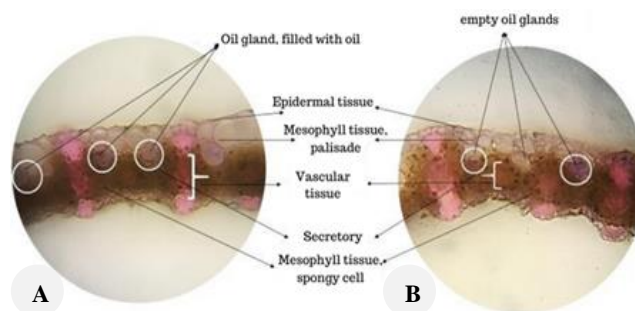 empty oil glands
Oil gland, filled with oil
Epidermal tissue
Mesophyll tissue,
palisade
Vascular
tissue
Secretory
Mesophyll tissue,
spongy cell
A
B